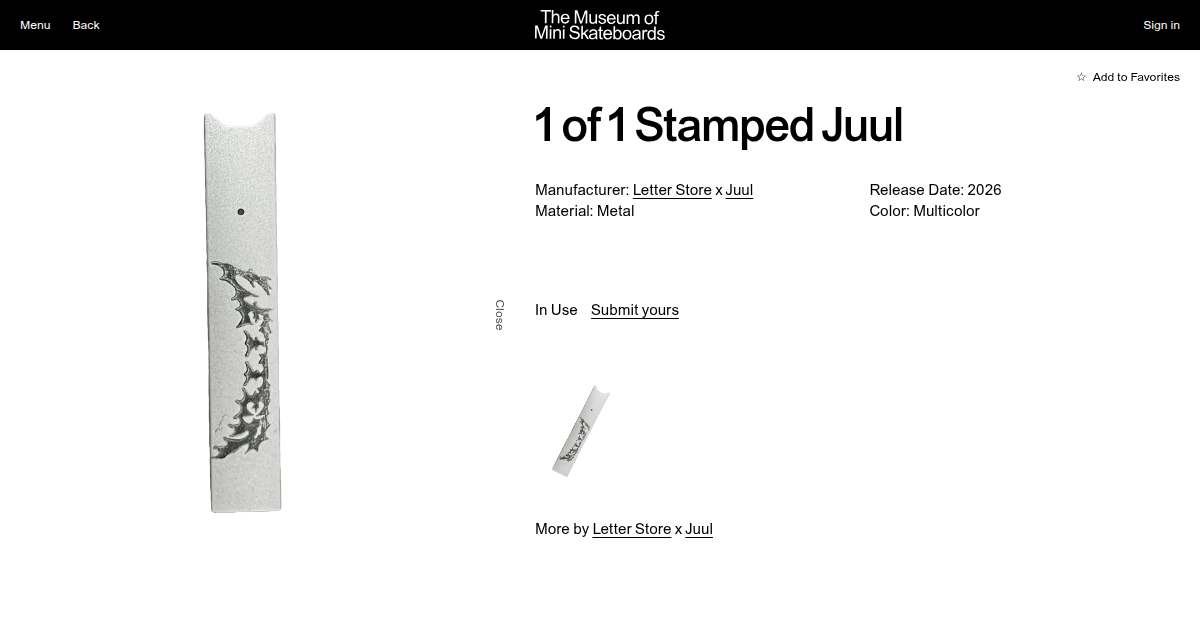 Menu
Back
The Museum of
Mini Skateboards
Sign in
☆ Add to Favorites
1 of 1 Stamped Juul
Manufacturer: Letter Store x Juul
Release Date: 2026
Material: Metal
Color: Multicolor
Close
In Use
Submit yours
More by Letter Store x Juul